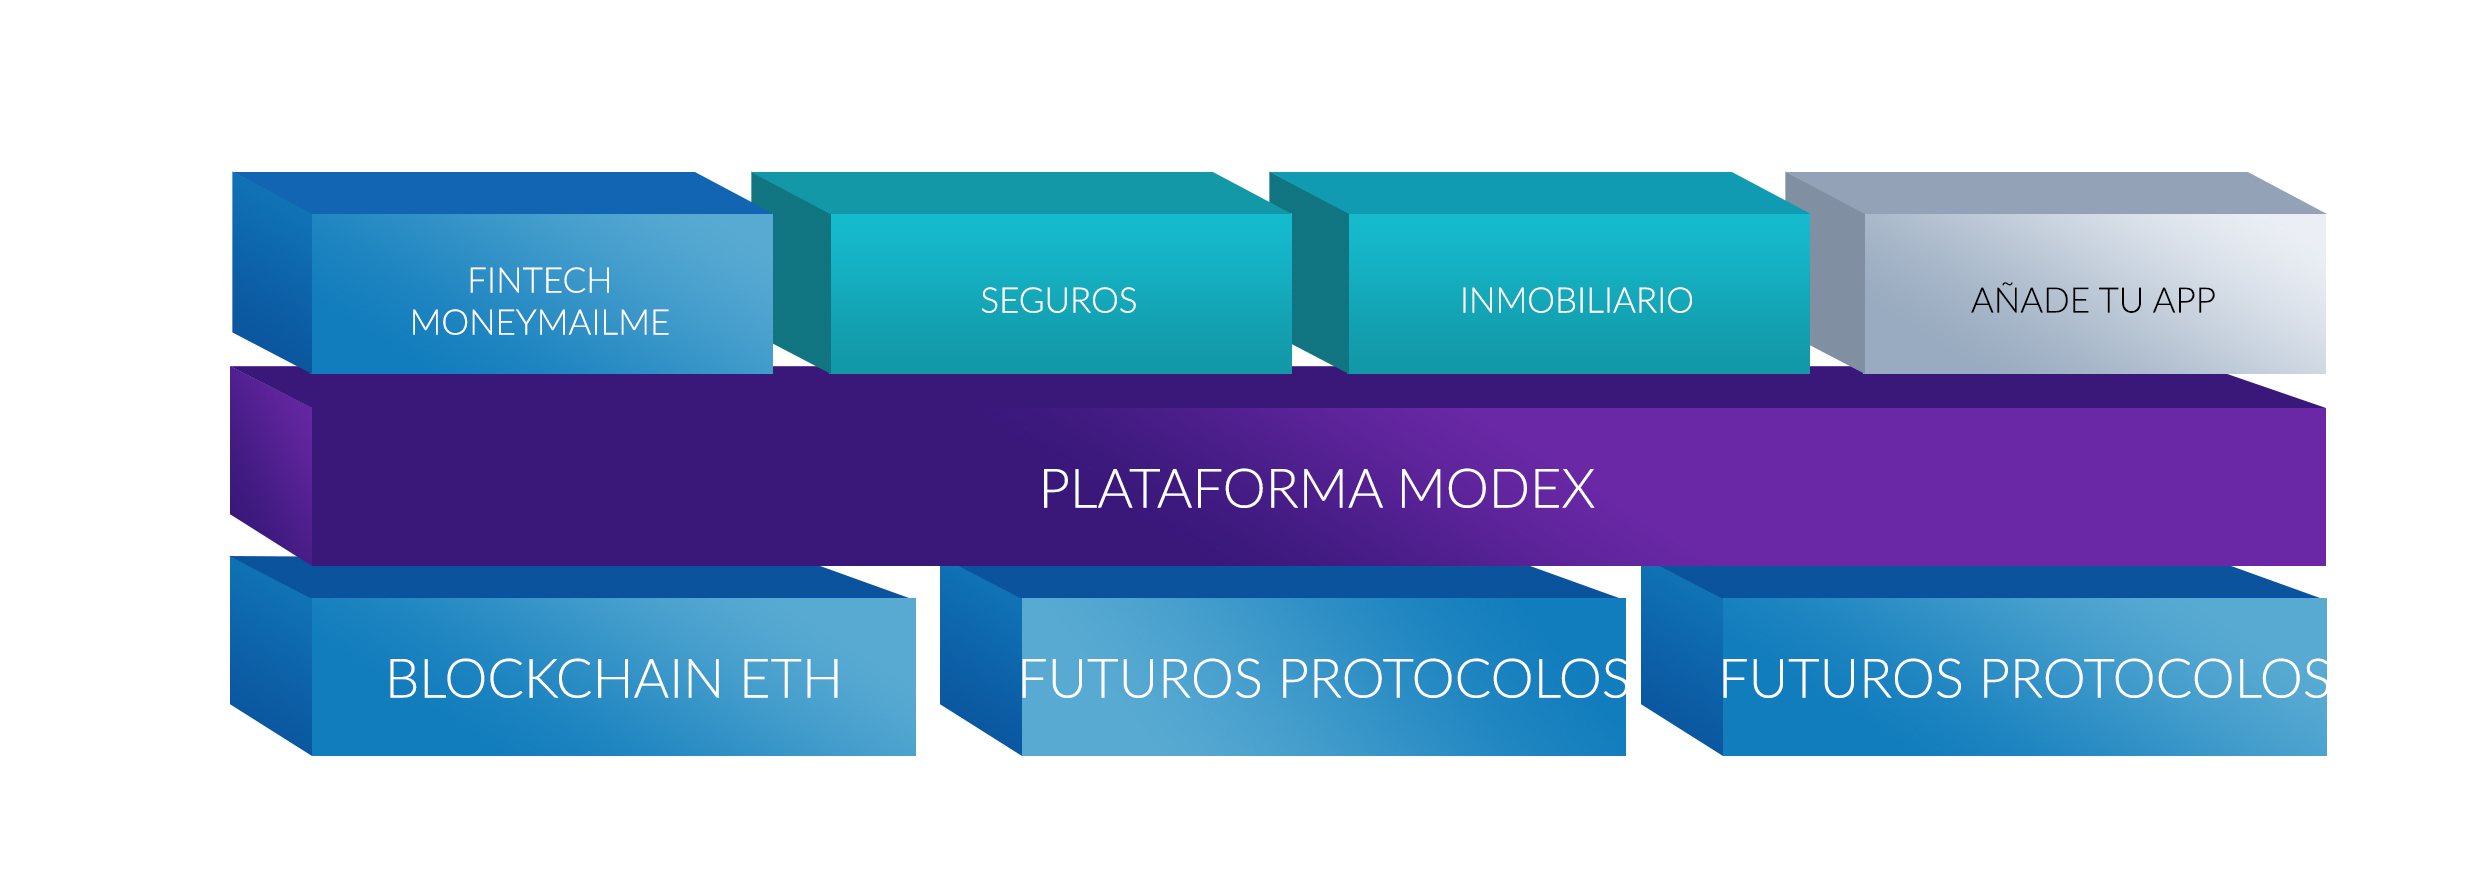 FINTECH
MONEYMAILME
SEGUROS
INMOBILIARIO
AÑADE TU APP
PLATAFORMA MODEX
BLOCKCHAIN ETH
FUTUROS PROTOCOLOS
FUTUROS PROTOCOLOS